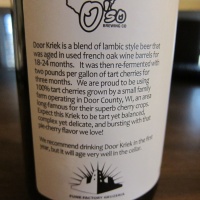 O'so
BREWING CO
Door Kriek is a blend of lambic style beer that
was aged in used french oak wine barrels for
18-24 months. It was then re-fermented with
two pounds per gallon of tart cherries for
three months. We are proud to be using
100% tart cherries grown by a small family
farm operating in Door County, WI, an area
long-famous for their superb cherry crops.
Expect this Kriek to be tart yet balanced,
complex yet delicate, and bursting with that
pie cherry flavor we love!
We recommend drinking Door Kriek in the first
year, but it will age very well in the cellar.